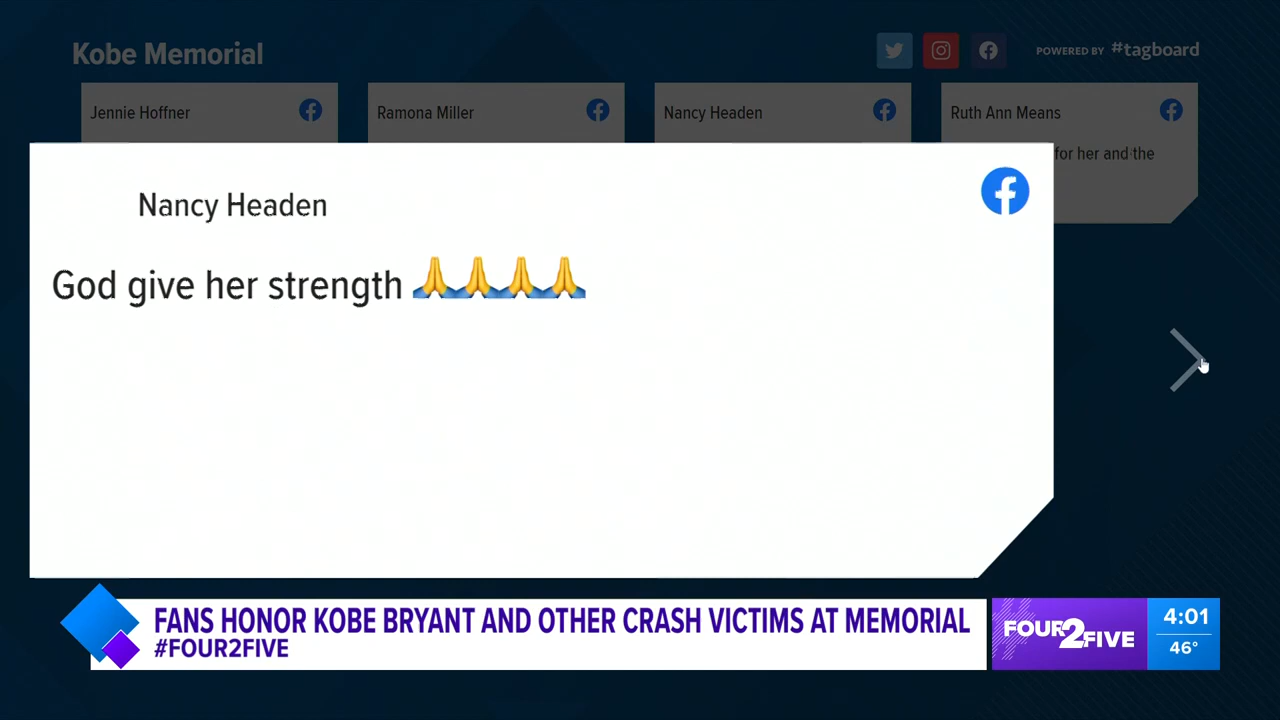 Kobe Memorial
POWERED BY #tagboard
Jennie Hoffner
Ramona Miller
Nancy Headen
Ruth Ann Means
for her and the
Nancy Headen
God give her strength 🙏🙏🙏🙏
FANS HONOR KOBE BRYANT AND OTHER CRASH VICTIMS AT MEMORIAL
#FOUR2FIVE
FOUR2FIVE
4:01
46°